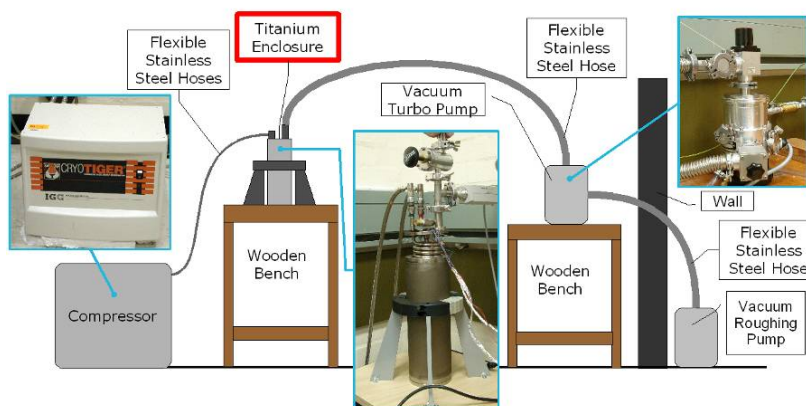 Titanium
Enclosure
Flexible
Stainless
Steel Hoses
Flexible
Stainless
Steel Hose
Vacuum
Turbo Pump
CRYOTIGER
IGC
Wall
Wooden
Bench
Wooden
Bench
Flexible
Stainless
Steel Hose
Compressor
Vacuum
Roughing
Pump